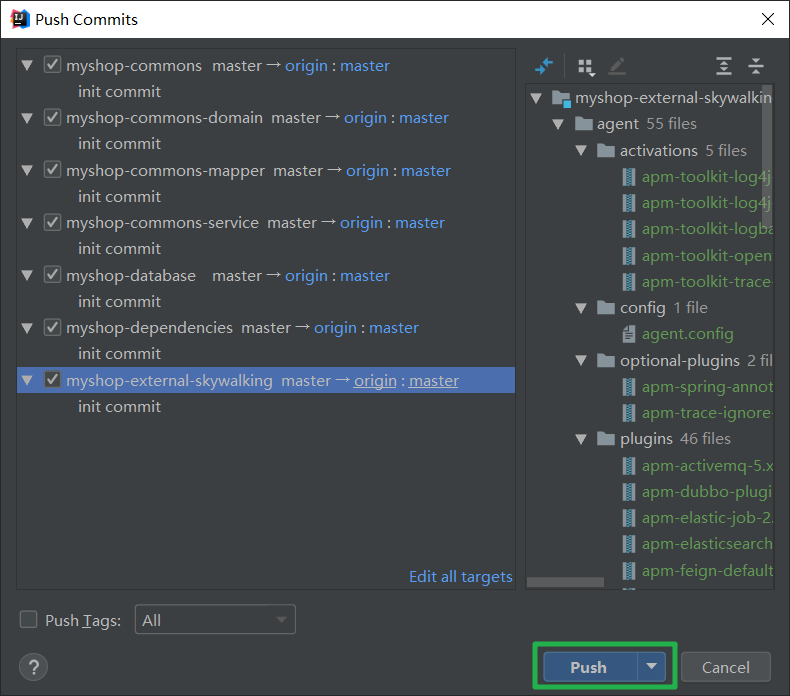 Push Commits
myshop-commons master → origin : master
init commit
myshop-commons-domain master → origin : master
init commit
myshop-commons-mapper master → origin : master
init commit
myshop-commons-service master → origin : master
init commit
myshop-database master → origin : master
init commit
myshop-dependencies master → origin : master
init commit
myshop-external-skywalking master → origin : master
init commit
Edit all targets
myshop-external-skywalkin
agent 55 files
activations 5 files
apm-toolkit-log4j
apm-toolkit-log4j
apm-toolkit-logba
apm-toolkit-open
apm-toolkit-trace-
config 1 file
agent.config
optional-plugins 2 fil
apm-spring-annot
apm-trace-ignore-
plugins 46 files
apm-activemq-5.x
apm-dubbo-plugi
apm-elastic-job-2.
apm-elasticsearch
apm-feign-default
Push Tags: All
? Push Cancel